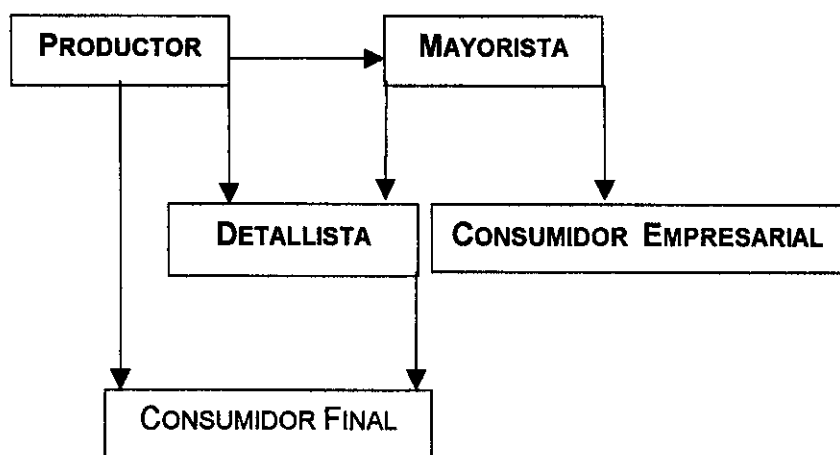 PRODUCTOR
MAYORISTA
DETALLISTA
CONSUMIDOR EMPRESARIAL
CONSUMIDOR FINAL